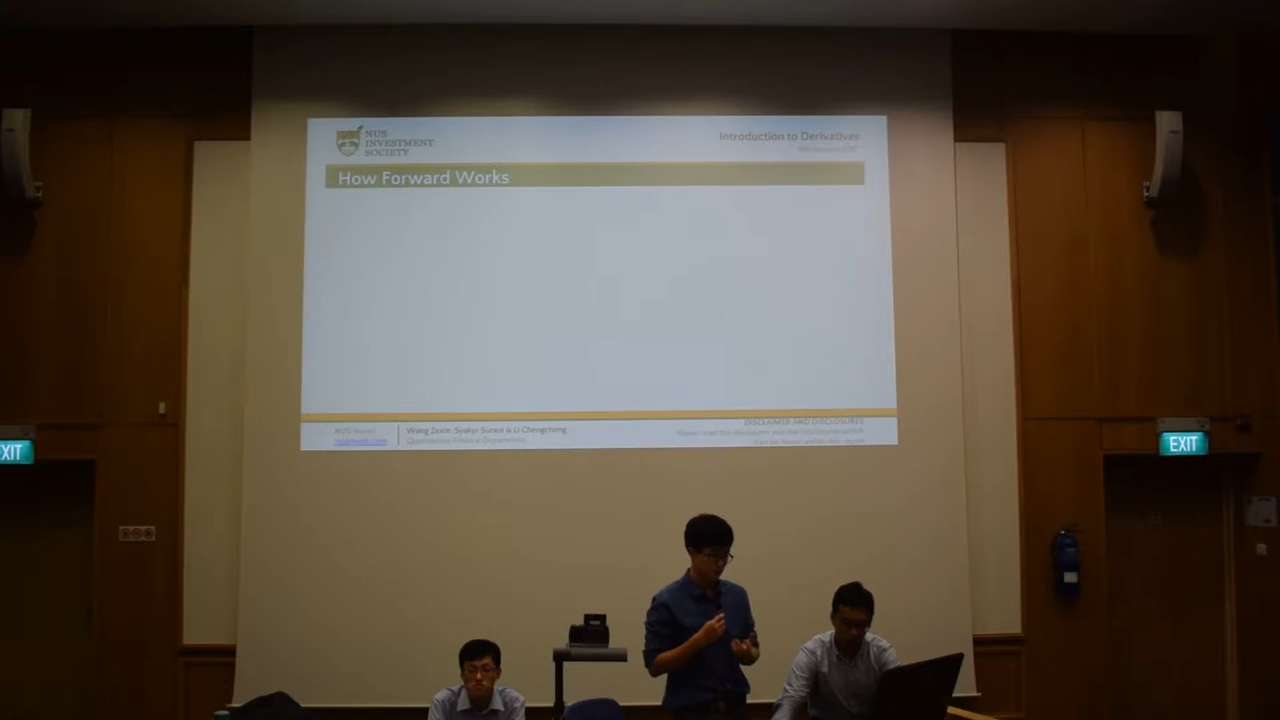 NUS
INVESTMENT
SOCIETY
Introduction to Derivatives
How Forward Works
Wang Zexin, Syakyr Surani & Li Chengcheng
Quantitative Finance Department
DISCLAIMER AND DISCLOSURES
EXIT
EXIT